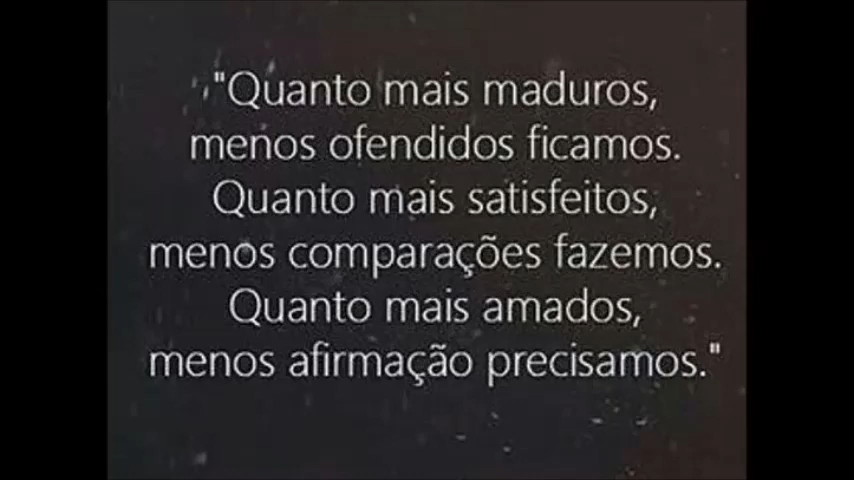 "Quanto mais maduros,
menos ofendidos ficamos.
Quanto mais satisfeitos,
menos comparações fazemos.
Quanto mais amados,
menos afirmação precisamos."